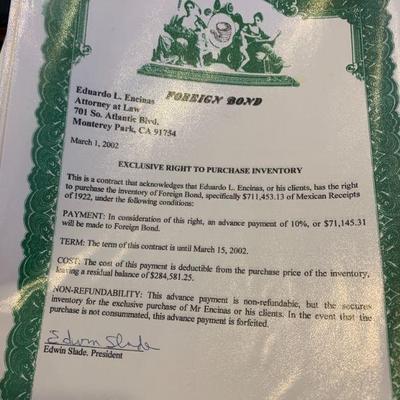 FOREIGN BOND
Eduardo L. Encinas
Attorney at Law
701 So. Atlantic Blvd.
Monterey Park, CA 91754
March 1, 2002
EXCLUSIVE RIGHT TO PURCHASE INVENTORY
This is a contract that acknowledges that Eduardo L. Encinas, or his clients, has the right
to purchase the inventory of Foreign Bond, specifically $711,453.13 of Mexican Receipts
of 1922, under the following conditions:
PAYMENT: In consideration of this right, an advance payment of 10%, or $71,145.31
will be made to Foreign Bond.
TERM: The term of this contract is until March 15, 2002.
COST: The cost of this payment is deductible from the purchase price of the inventory,
leaving a residual balance of $284,581.25.
NON-REFUNDABILITY: This advance payment is non-refundable, but the secures
inventory for the exclusive purchase of Mr Encinas or his clients. In the event that the
purchase is not consummated, this advance payment is forfeited.
Edwin Slade
Edwin Slade, President